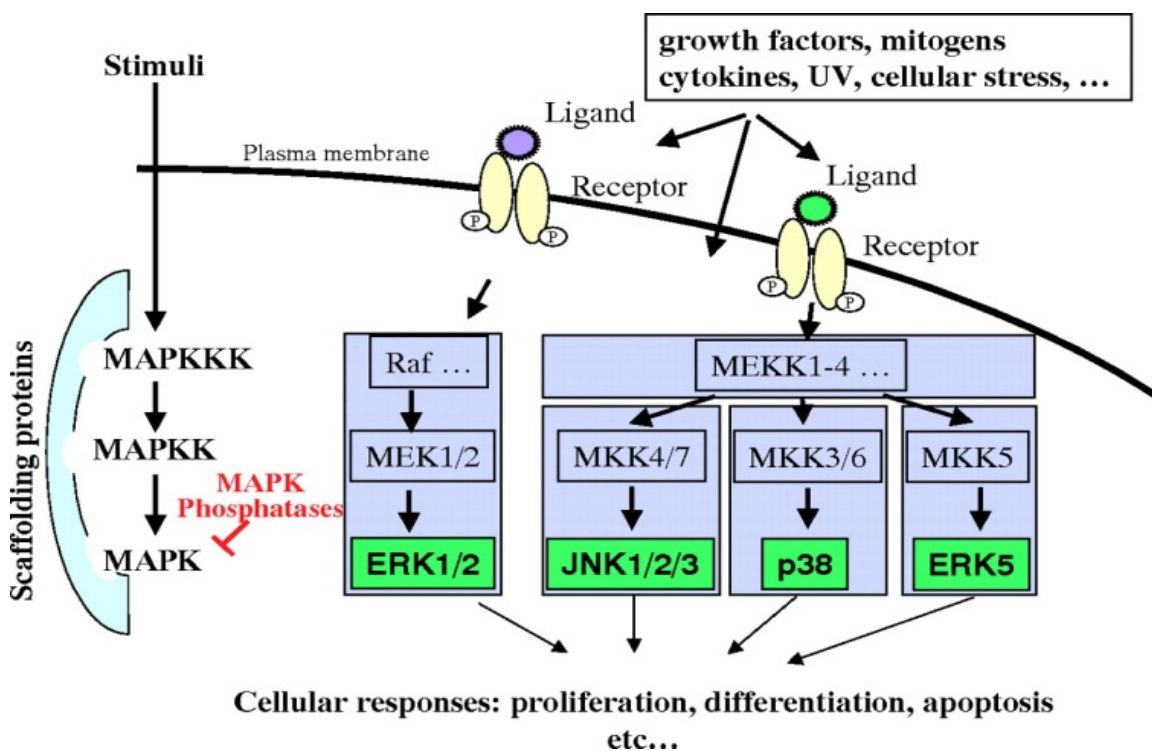 growth factors, mitogens
cytokines, UV, cellular stress, ...
Stimuli
Ligand
Plasma membrane
Receptor
P
P
Ligand
Receptor
P
P
Scaffolding proteins
MAPKKK
MAPKK
MAPK
Phosphatases
MAPK
Raf ...
MEK1/2
ERK1/2
MEKK1-4 ...
MKK4/7
JNK1/2/3
MKK3/6
p38
MKK5
ERK5
Cellular responses: proliferation, differentiation, apoptosis
etc...